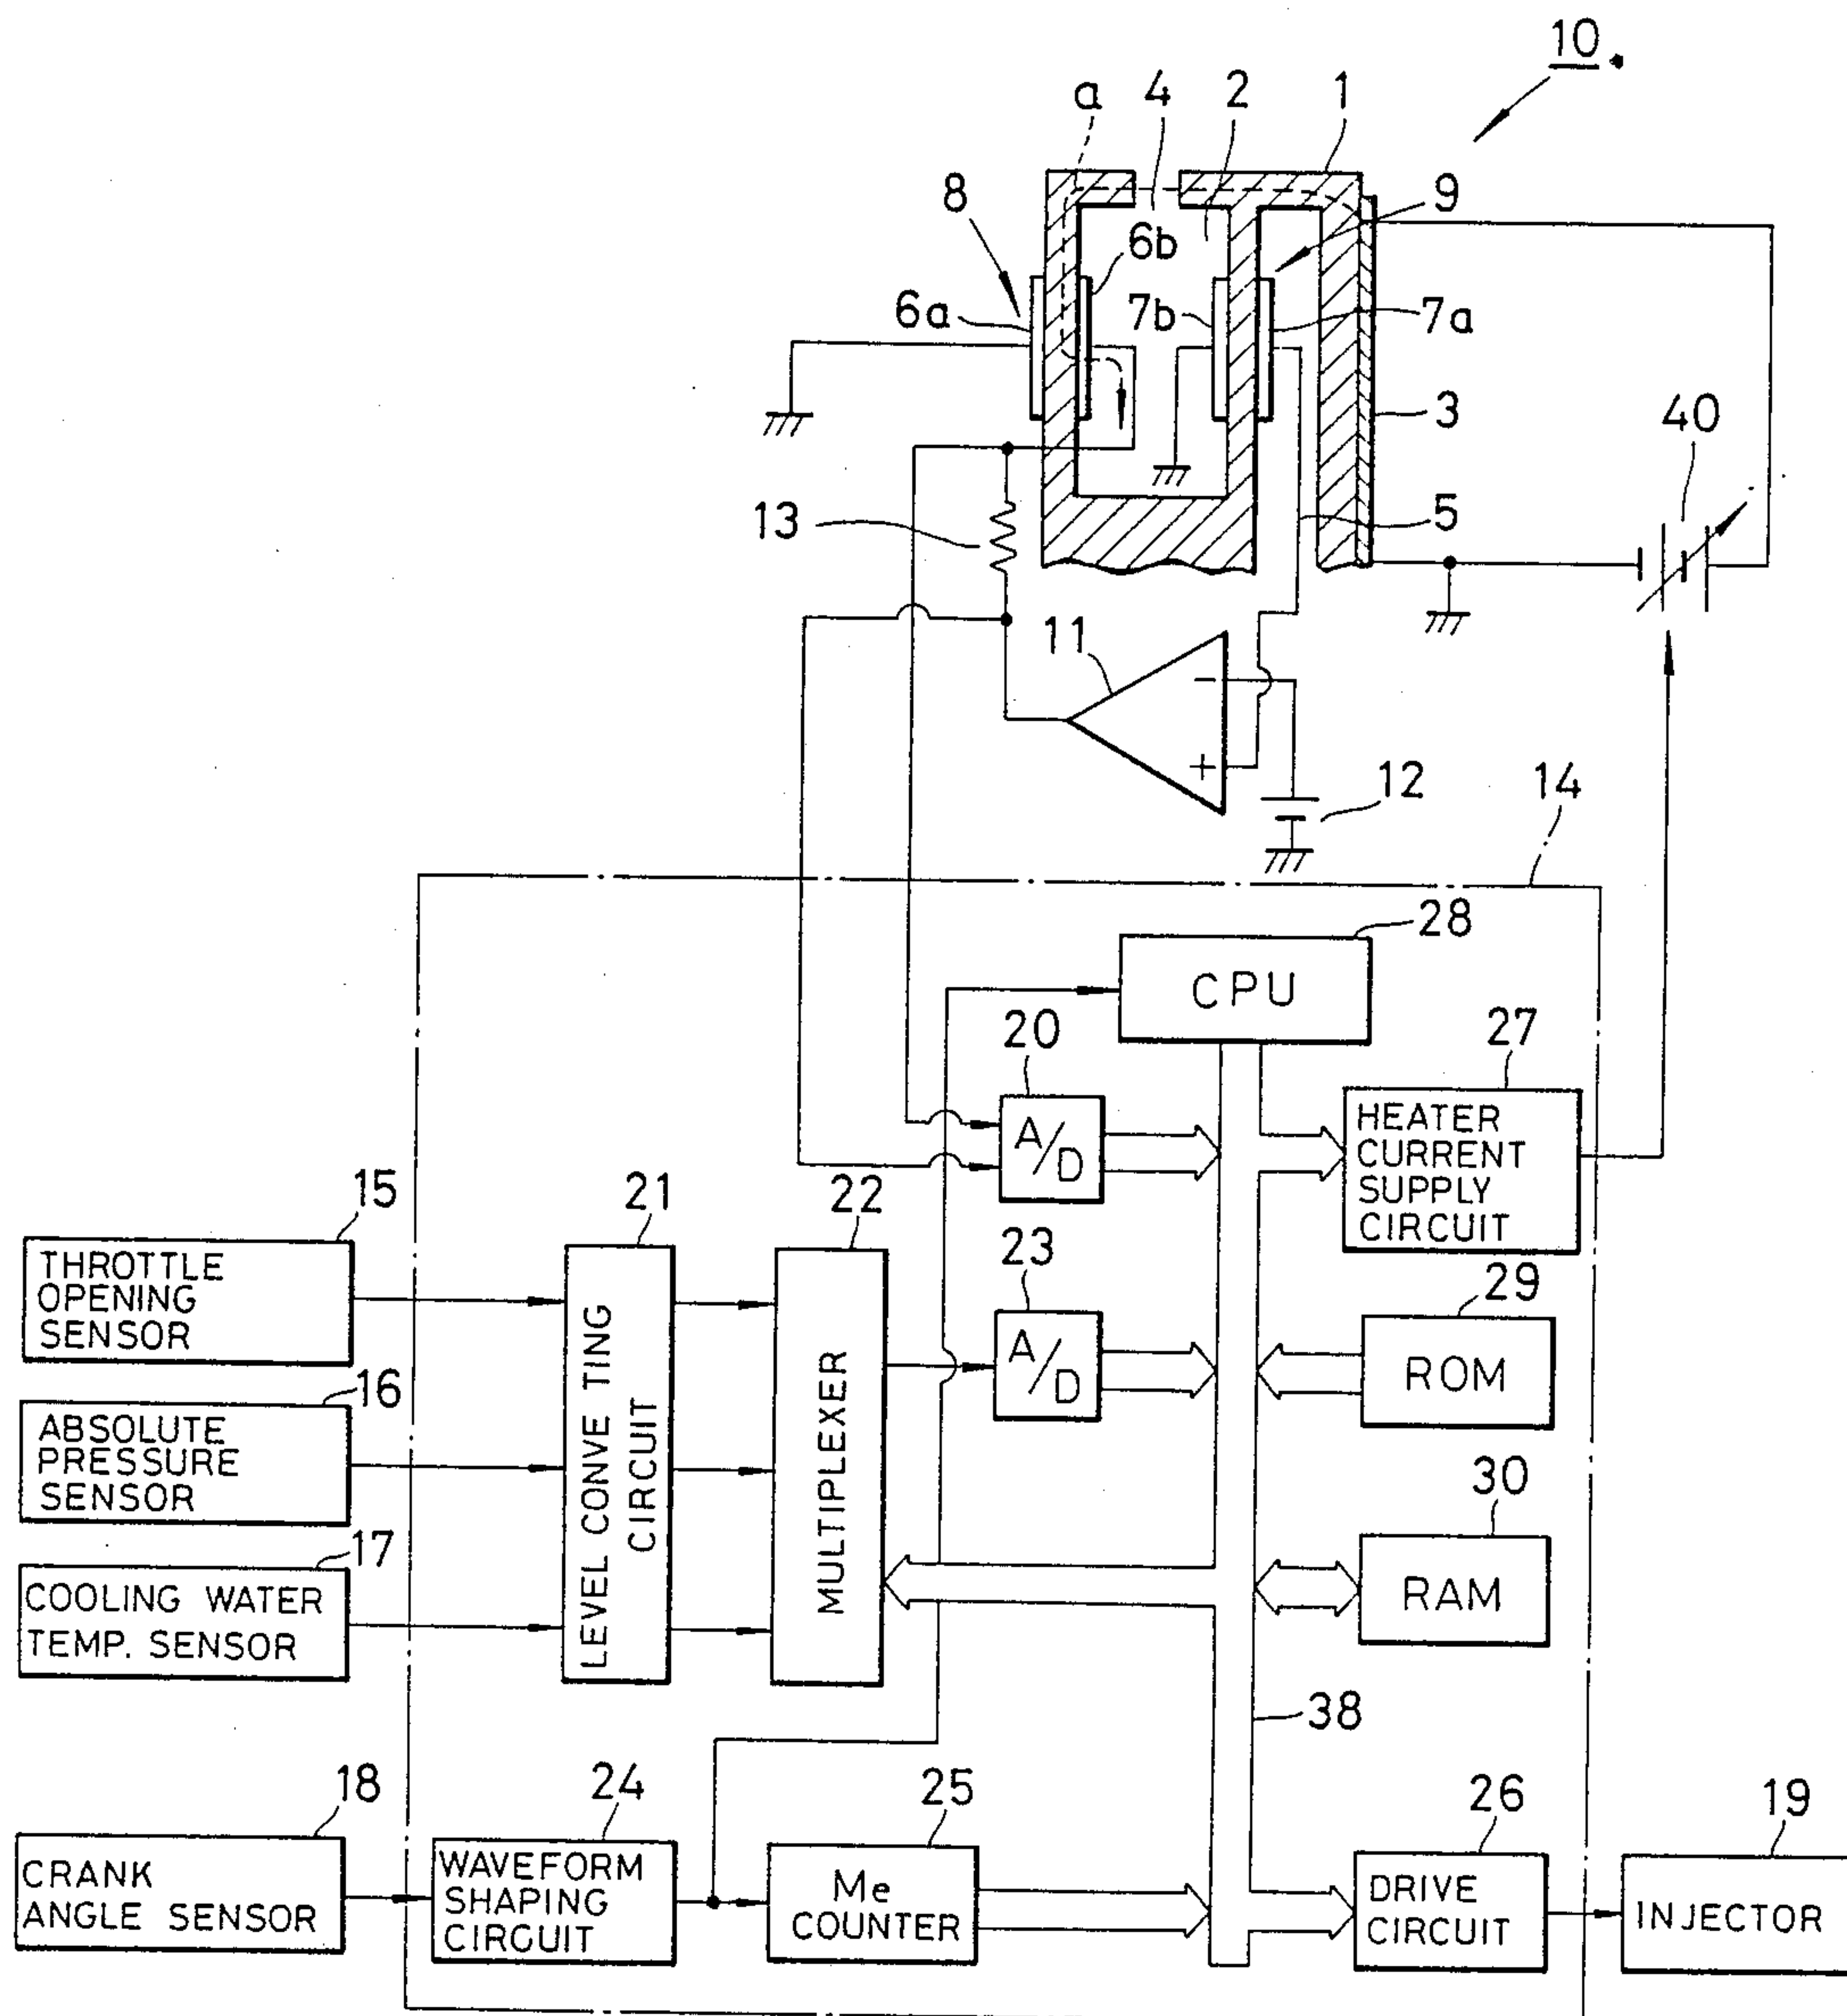 10.
a
4
2
1
8
9
6b
6a
7b
7a
3
40
13
5
11
−
+
12
14
28
CPU
20
27
A/D
HEATER
CURRENT
SUPPLY
CIRCUIT
15
21
22
23
29
THROTTLE
OPENING
SENSOR
A/D
ROM
16
ABSOLUTE
PRESSURE
SENSOR
LEVEL CONVE TING
CIRCUIT
MULTIPLEXER
30
RAM
17
COOLING WATER
TEMP. SENSOR
38
18
24
25
26
19
CRANK
ANGLE SENSOR
WAVEFORM
SHAPING
CIRCUIT
Me
COUNTER
DRIVE
CIRCUIT
INJECTOR